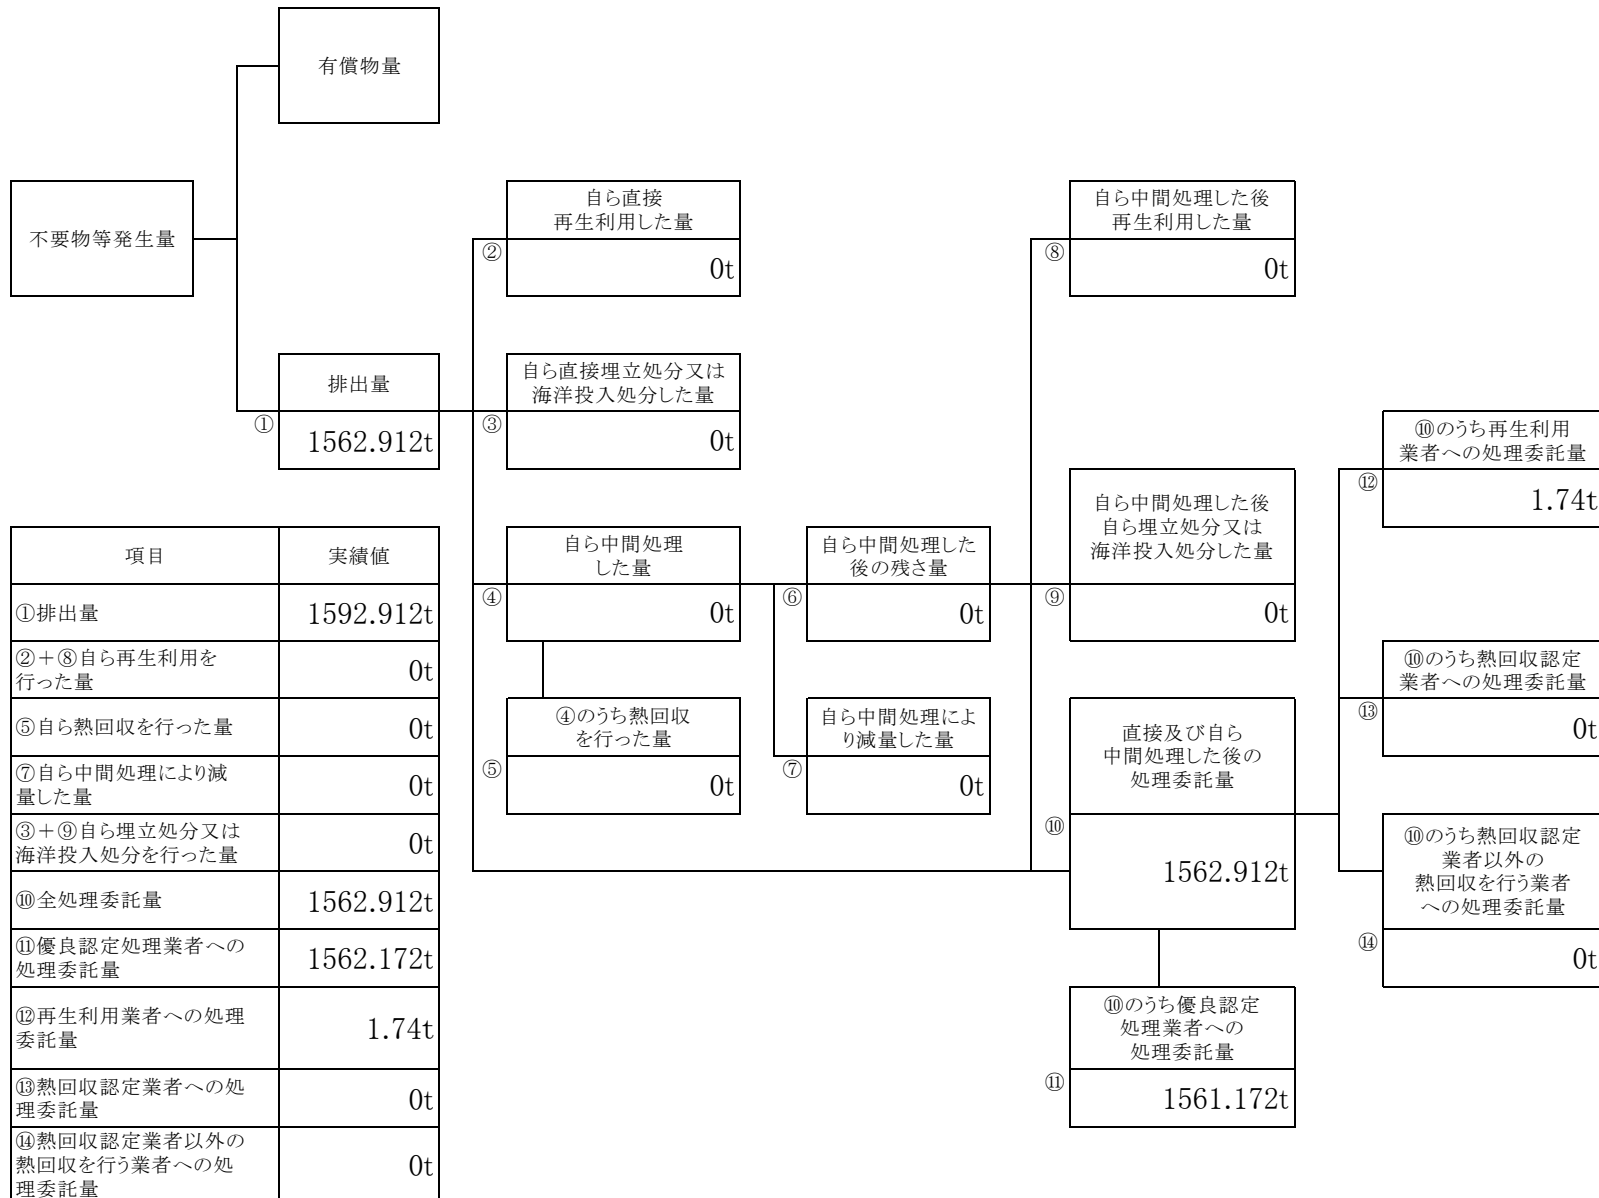 有償物量
不要物等発生量
自ら直接
再生利用した量
②
0t
自ら中間処理した後
再生利用した量
⑧
0t
排出量
①
1562.912t
自ら直接埋立処分又は
海洋投入処分した量
③
0t
⑩のうち再生利用
業者への処理委託量
⑫
1.74t
自ら中間処理
した量
④
0t
自ら中間処理した
後の残さ量
⑥
0t
自ら中間処理した後
自ら埋立処分又は
海洋投入処分した量
⑨
0t
⑩のうち熱回収認定
業者への処理委託量
⑬
0t
④のうち熱回収
を行った量
⑤
0t
自ら中間処理によ
り減量した量
⑦
0t
直接及び自ら
中間処理した後の
処理委託量
⑩
1562.912t
⑩のうち熱回収認定
業者以外の
熱回収を行う業者
への処理委託量
⑭
0t
⑩のうち優良認定
処理業者への
処理委託量
⑪
1561.172t
項目 実績値
①排出量 1592.912t
②+⑧自ら再生利用を
行った量
0t
⑤自ら熱回収を行った量 0t
⑦自ら中間処理により減
量した量
0t
③+⑨自ら埋立処分又は
海洋投入処分を行った量
0t
⑩全処理委託量 1562.912t
⑪優良認定処理業者への
処理委託量
1562.172t
⑫再生利用業者への処理
委託量
1.74t
⑬熱回収認定業者への処
理委託量
0t
⑭熱回収認定業者以外の
熱回収を行う業者への処
理委託量
0t